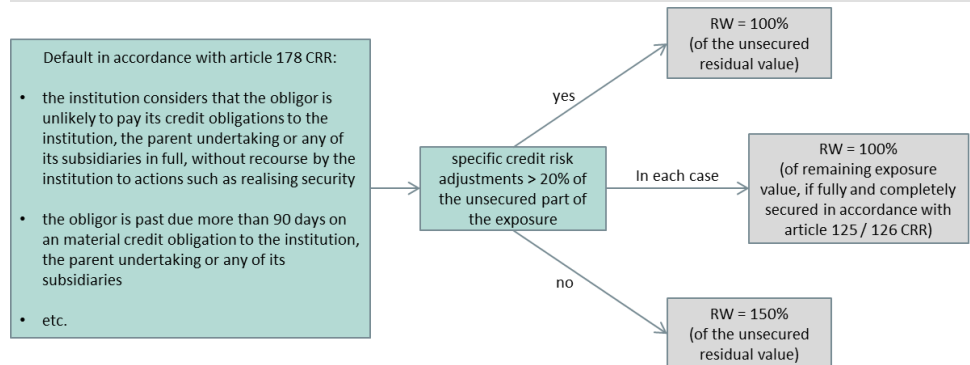 Default in accordance with article 178 CRR:
• the institution considers that the obligor is
unlikely to pay its credit obligations to the
institution, the parent undertaking or any of
its subsidiaries in full, without recourse by the
institution to actions such as realising security
• the obligor is past due more than 90 days on
an material credit obligation to the institution,
the parent undertaking or any of its
subsidiaries
• etc.
specific credit risk
adjustments > 20% of
the unsecured part of
the exposure
yes
RW = 100%
(of the unsecured
residual value)
In each case
RW = 100%
(of remaining exposure
value, if fully and completely
secured in accordance with
article 125 / 126 CRR)
no
RW = 150%
(of the unsecured
residual value)